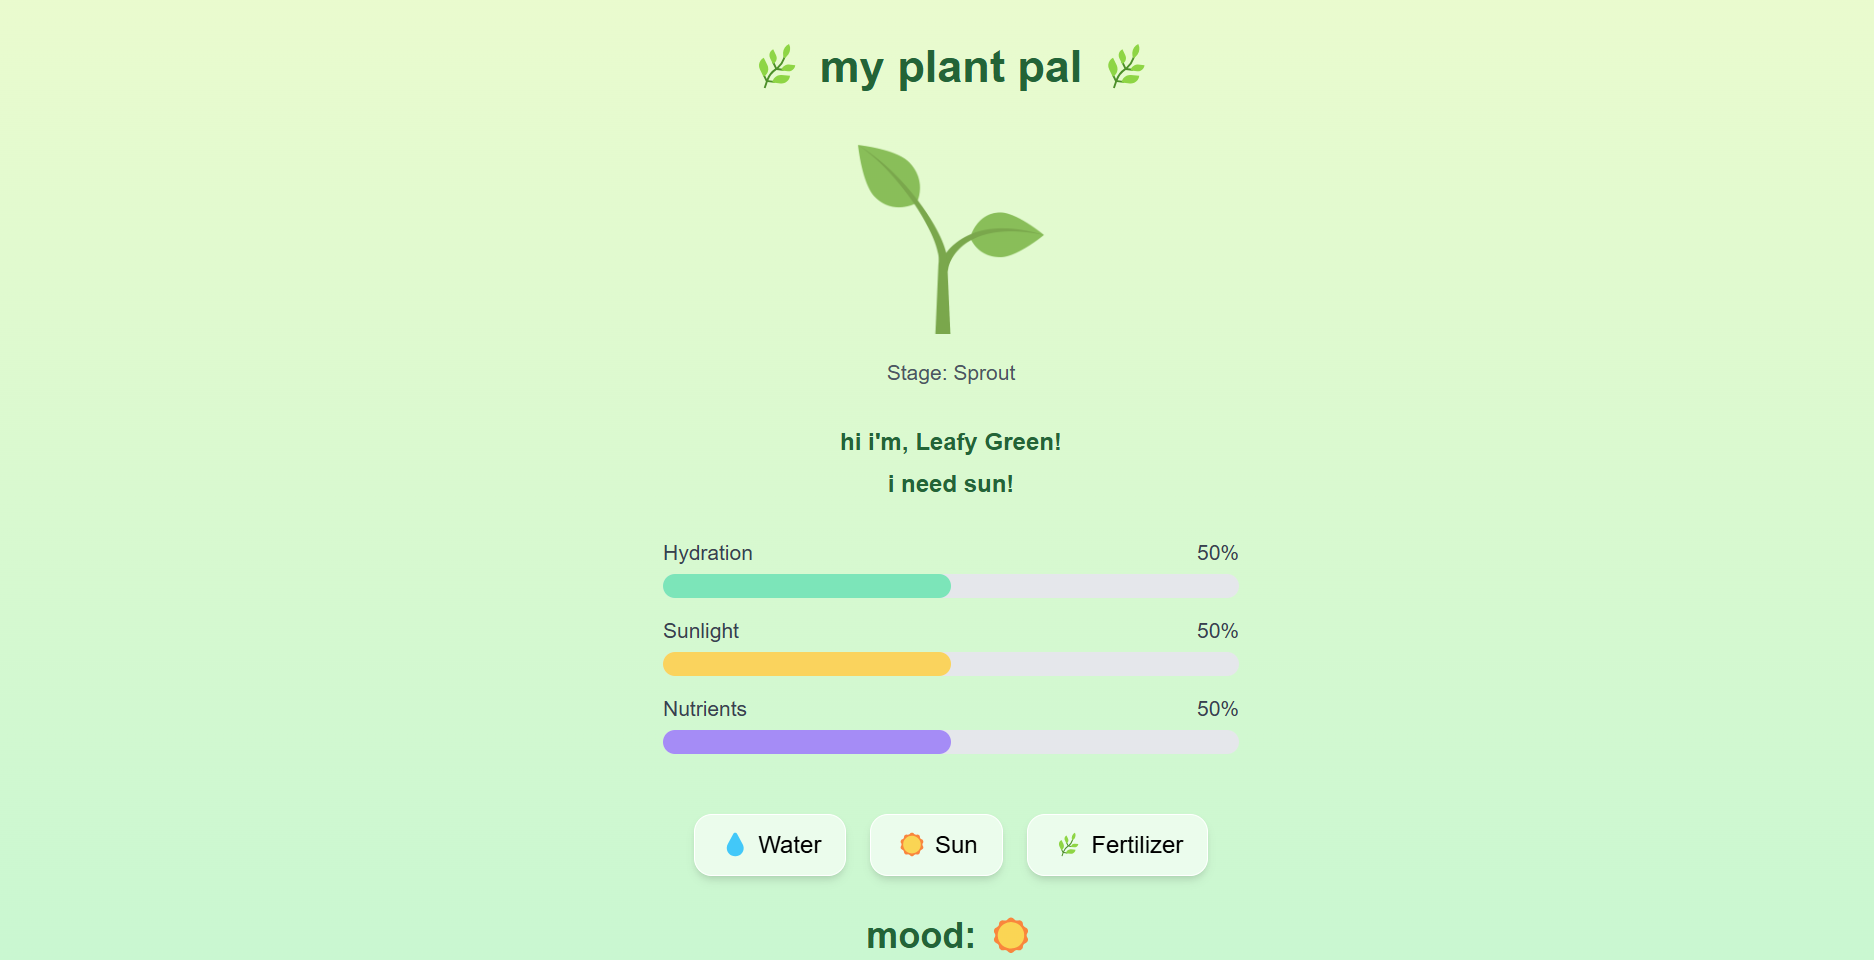 my plant pal
Stage: Sprout
hi i'm, Leafy Green!
i need sun!
Hydration 50%
Sunlight 50%
Nutrients 50%
Water Sun Fertilizer
mood: